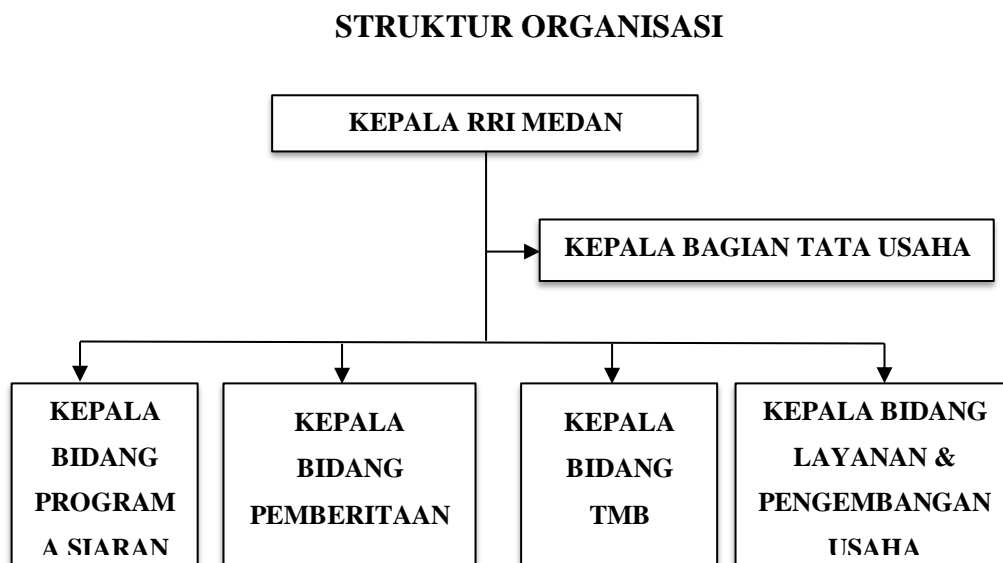 STRUKTUR ORGANISASI
KEPALA RRI MEDAN
KEPALA BAGIAN TATA USAHA
KEPALA
BIDANG
PROGRAM
A SIARAN
KEPALA
BIDANG
PEMBERITAAN
KEPALA
BIDANG
TMB
KEPALA BIDANG
LAYANAN &
PENGEMBANGAN
USAHA